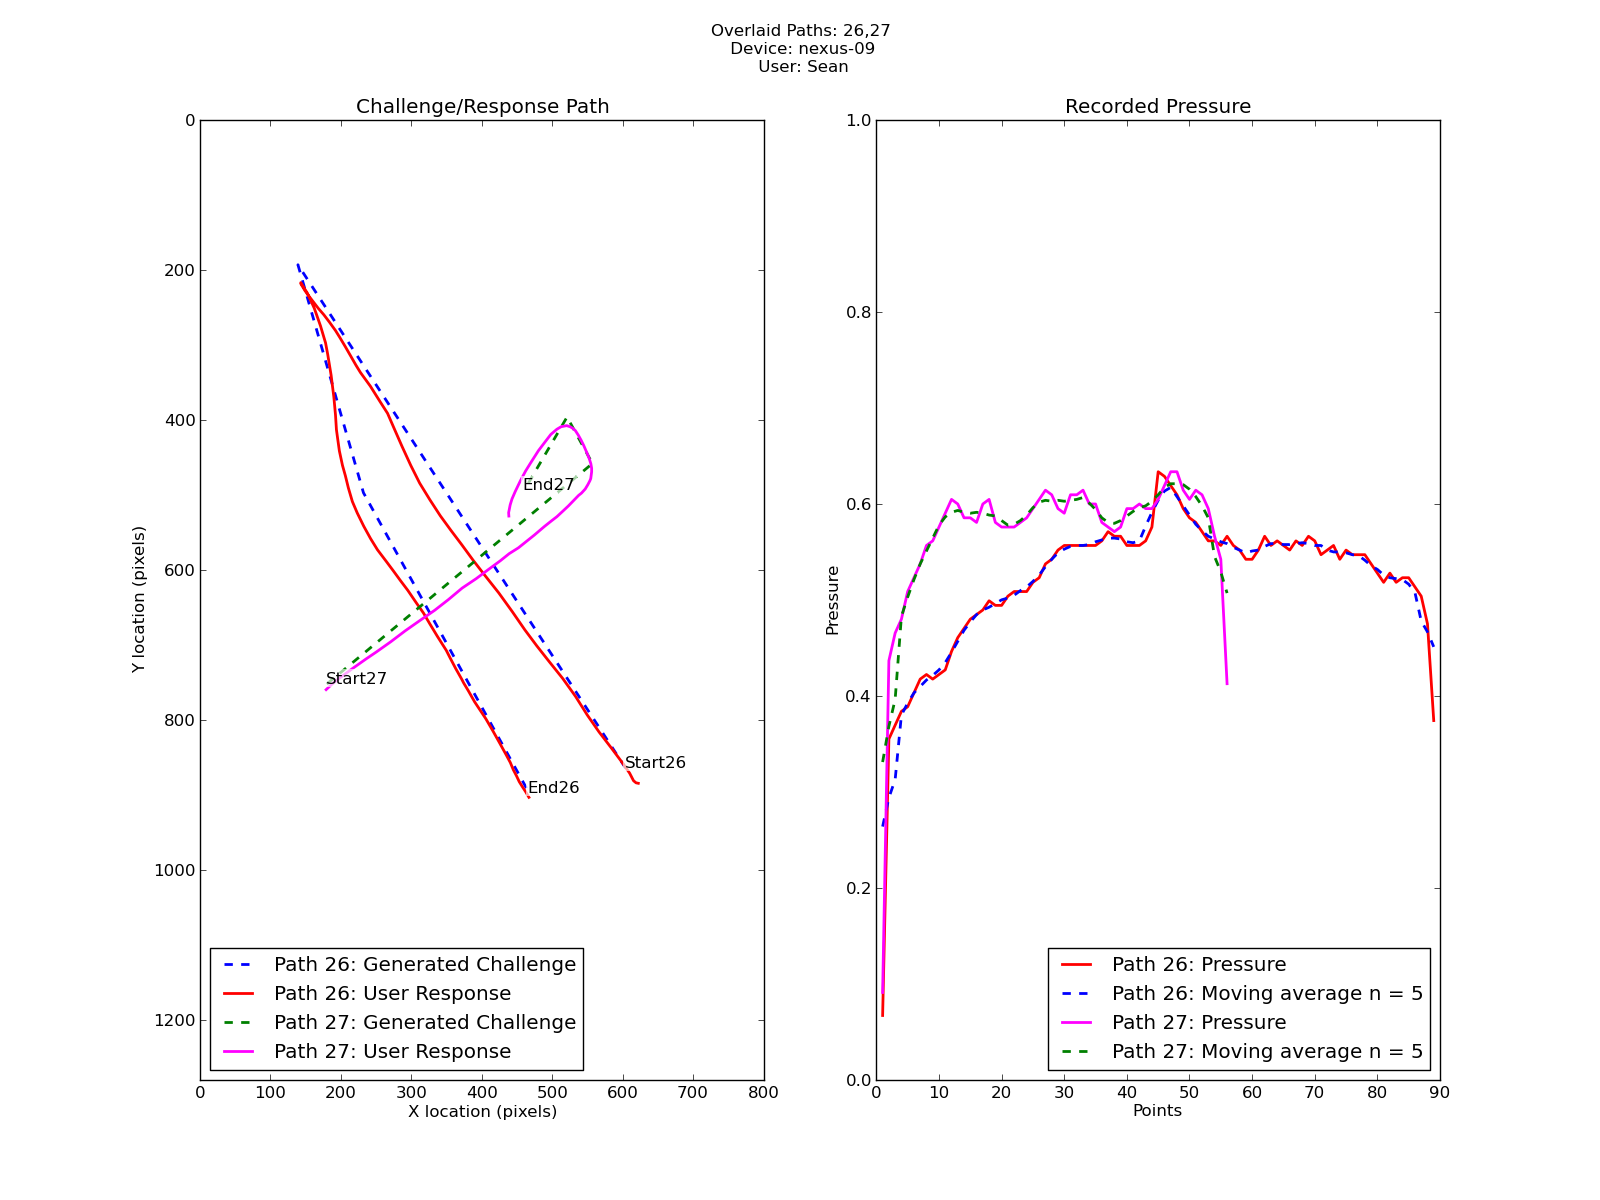 Overlaid Paths: 26,27
Device: nexus-09
User: Sean
Challenge/Response Path
0
200
400
600
800
1000
1200
Y location (pixels)
End27
Start27
Start26
End26
Path 26: Generated Challenge
Path 26: User Response
Path 27: Generated Challenge
Path 27: User Response
0 100 200 300 400 500 600 700 800
X location (pixels)
Recorded Pressure
1.0
0.8
0.6
0.4
0.2
0.0
Pressure
Path 26: Pressure
Path 26: Moving average n = 5
Path 27: Pressure
Path 27: Moving average n = 5
0 10 20 30 40 50 60 70 80 90
Points